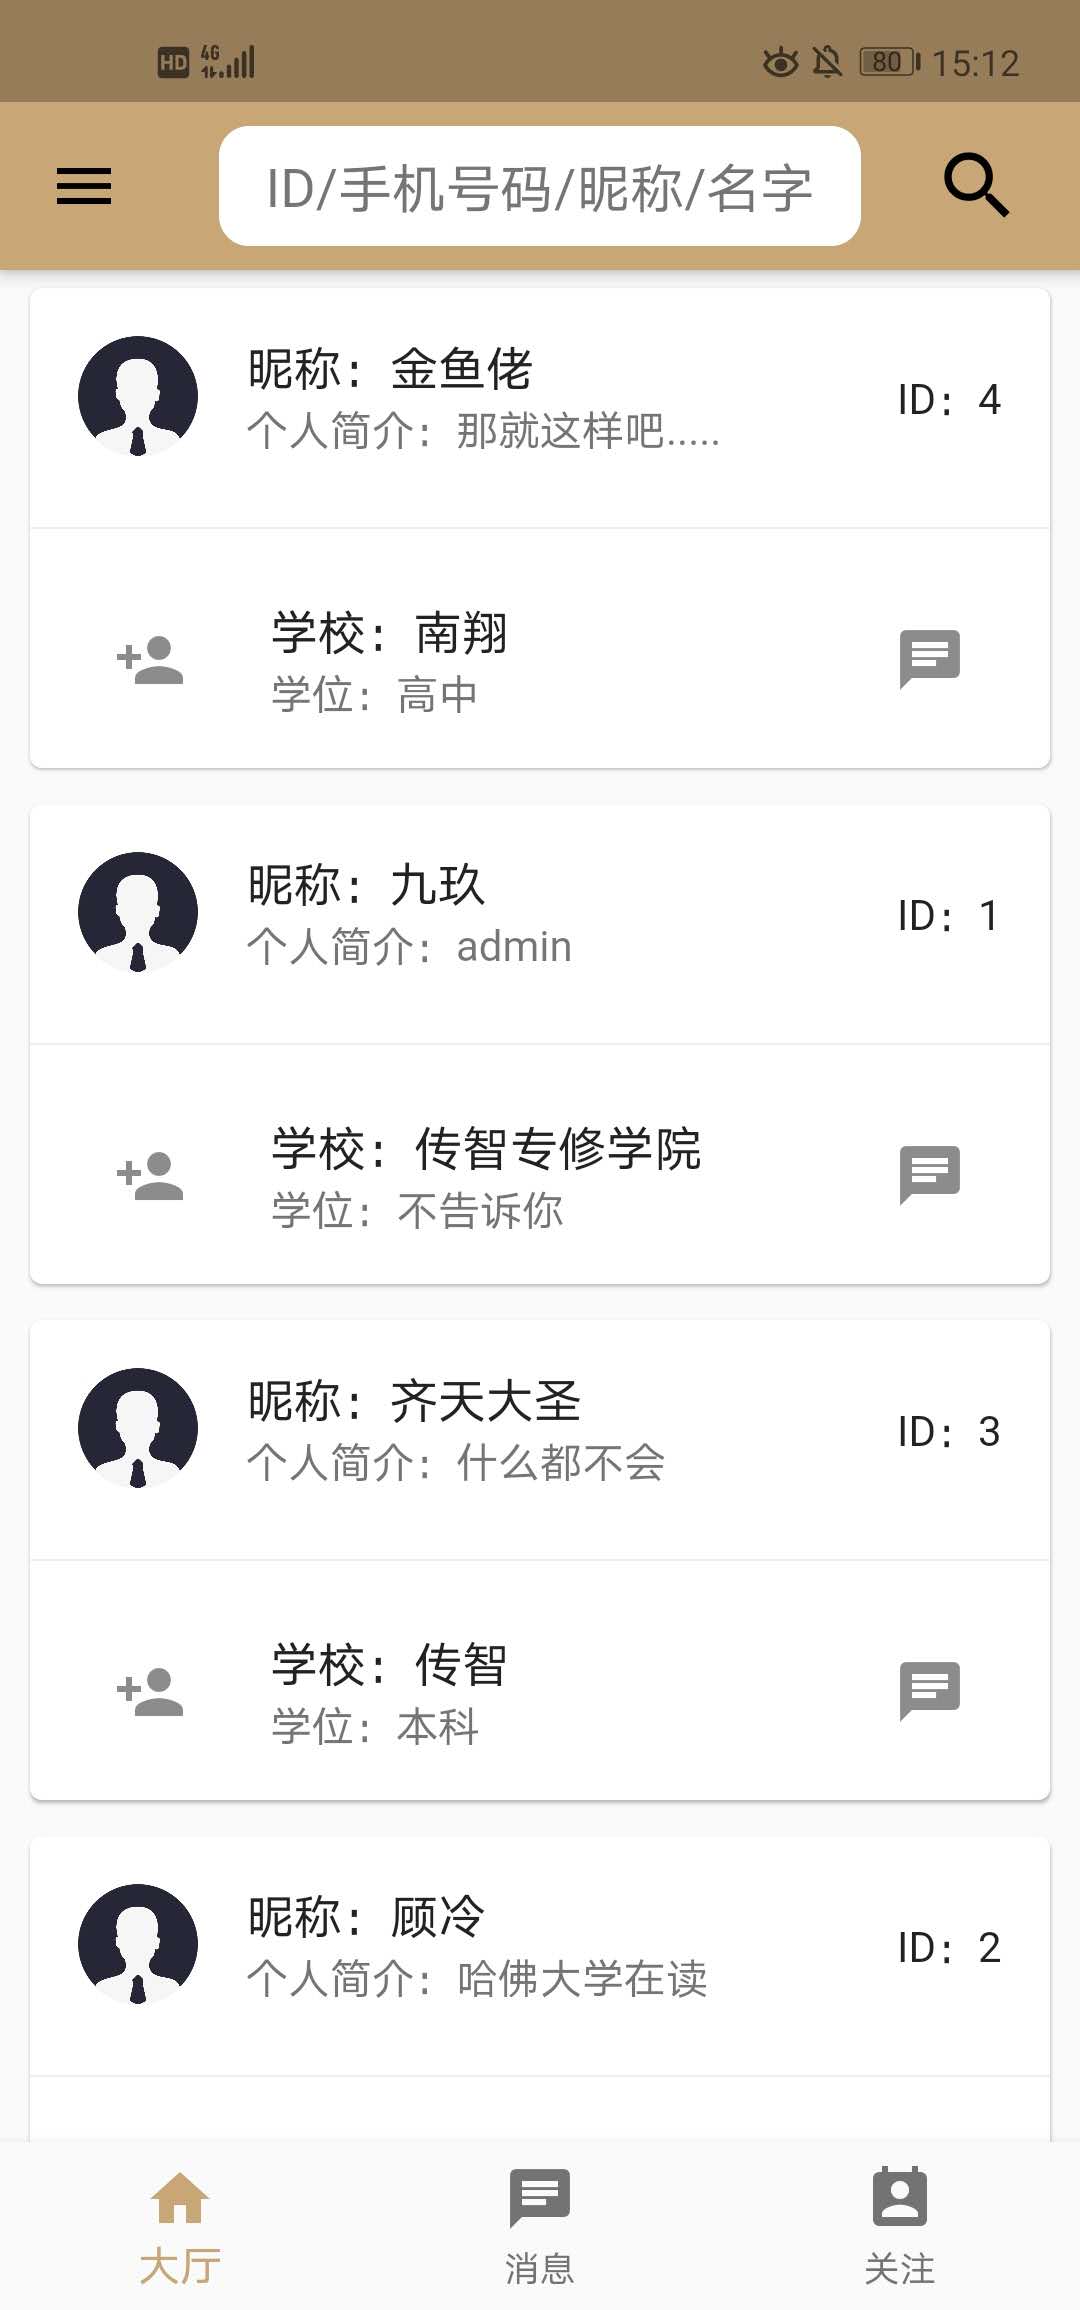 HD 4G 80 15:12
ID/手机号码/昵称/名字
昵称：金鱼佬
个人简介：那就这样吧.....
ID：4
学校：南翔
学位：高中
昵称：九玖
个人简介：admin
ID：1
学校：传智专修学院
学位：不告诉你
昵称：齐天大圣
个人简介：什么都不会
ID：3
学校：传智
学位：本科
昵称：顾冷
个人简介：哈佛大学在读
ID：2
大厅 消息 关注